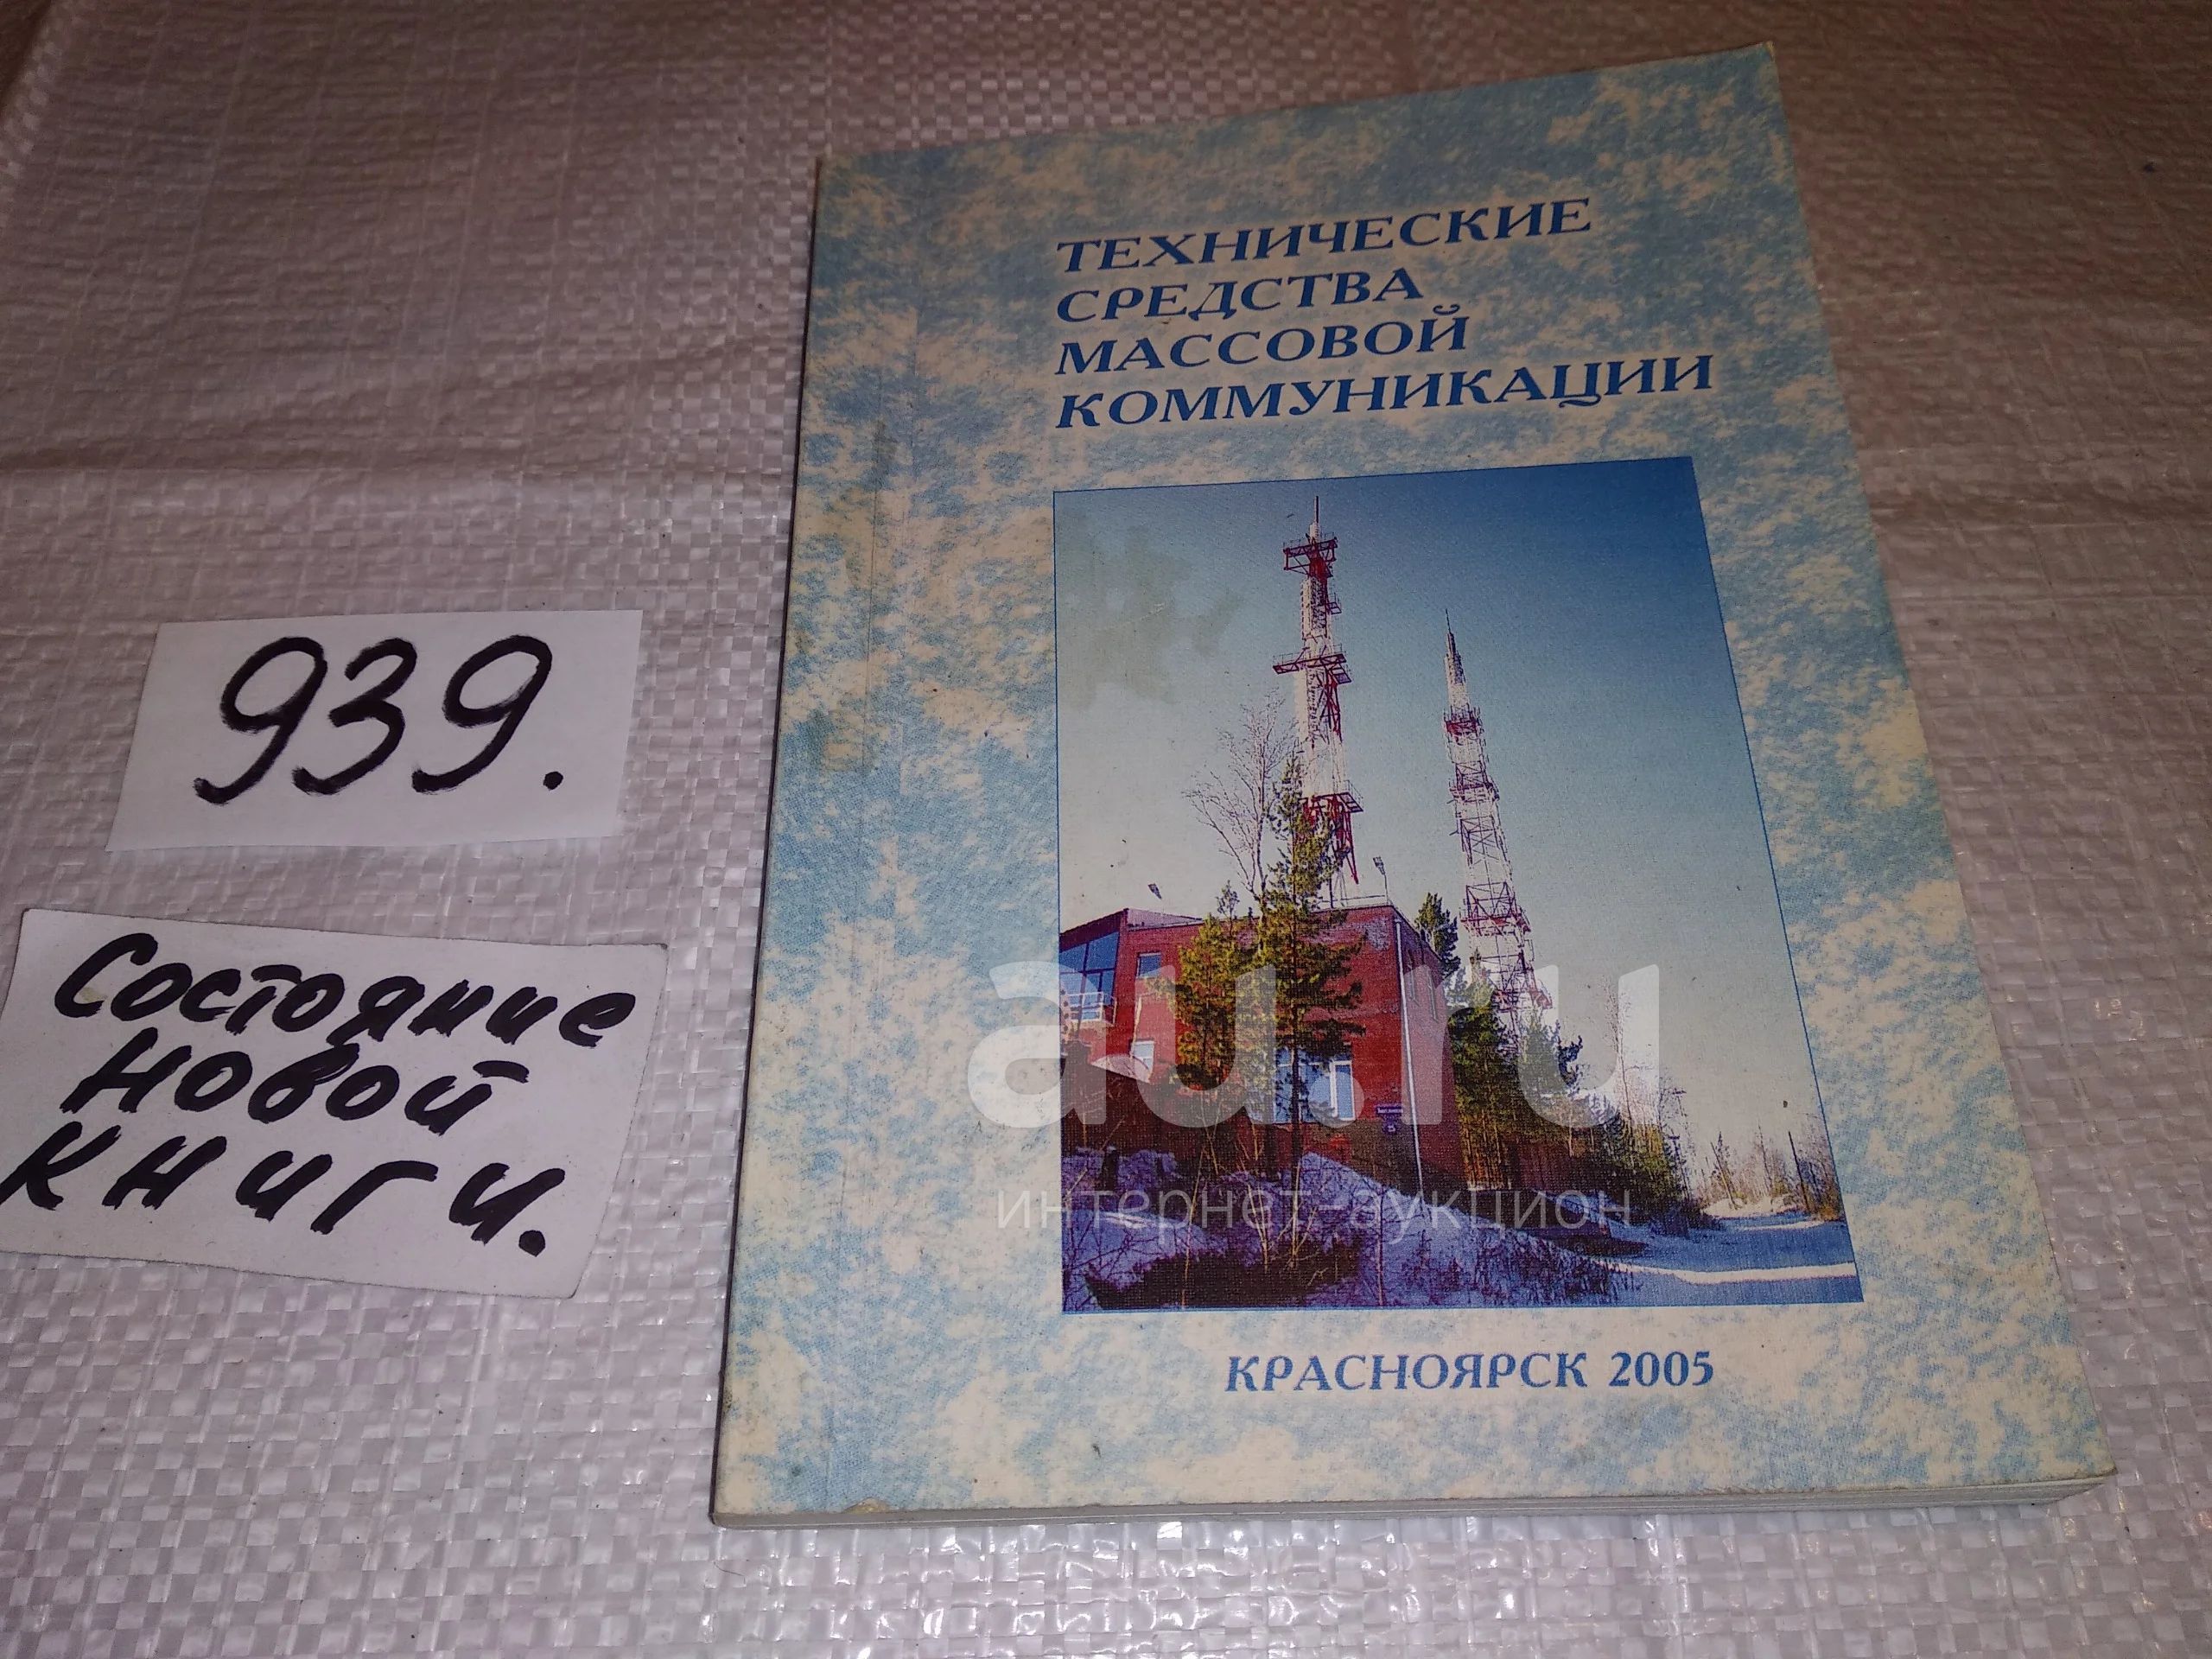 ТЕХНИЧЕСКИЕ
СРЕДСТВА
МАССОВОЙ
КОММУНИКАЦИИ
939.
Состояние
новой
книги.
au.ru
интернет-аукцион
КРАСНОЯРСК 2005